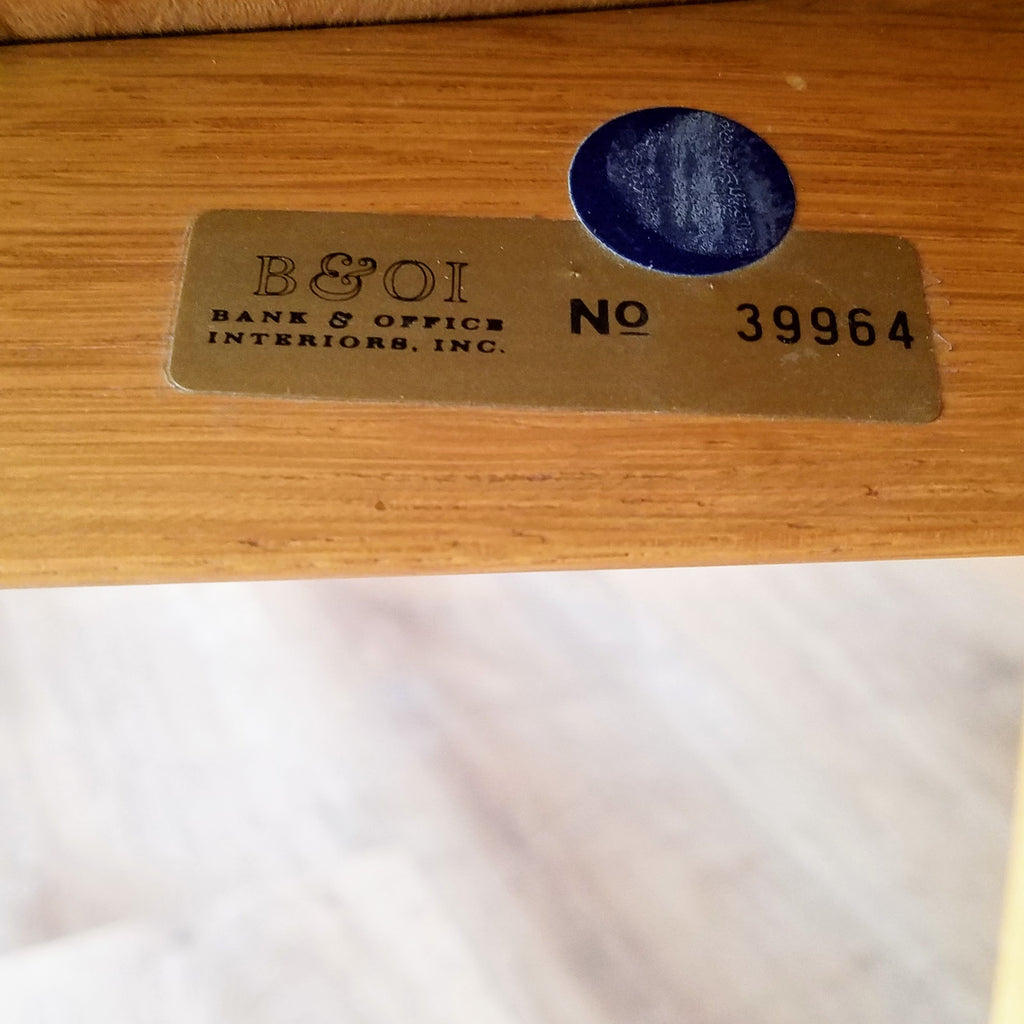 B&OI
BANK & OFFICE
INTERIORS, INC.
No 39964